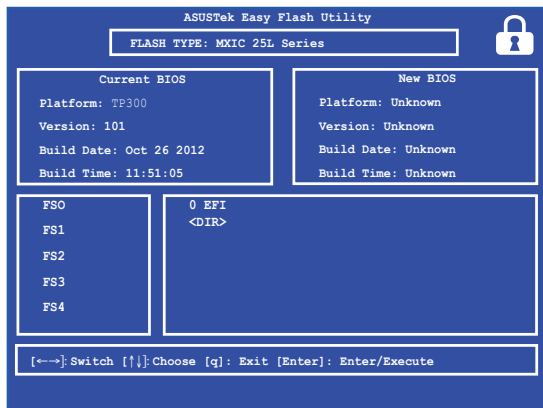 ASUSTek Easy Flash Utility
FLASH TYPE: MXIC 25L Series
Current BIOS
Platform: TP300
Version: 101
Build Date: Oct 26 2012
Build Time: 11:51:05
New BIOS
Platform: Unknown
Version: Unknown
Build Date: Unknown
Build Time: Unknown
FSO
FS1
FS2
FS3
FS4
0 EFI
<DIR>
[←→]: Switch [↑↓]: Choose [q]: Exit [Enter]: Enter/Execute